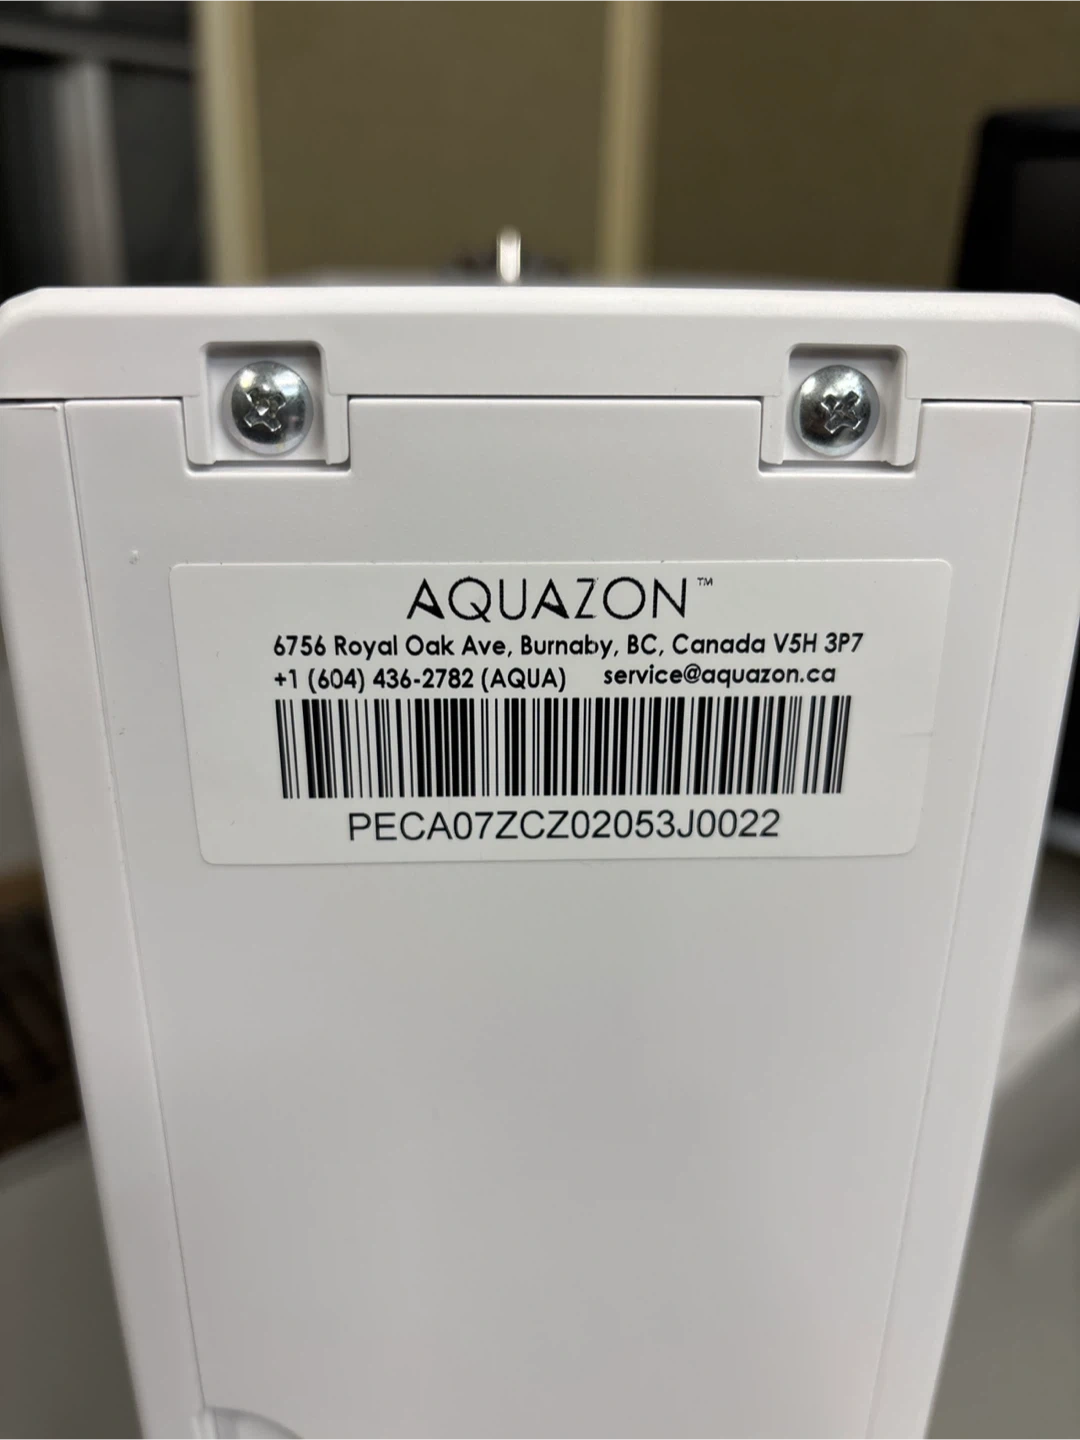 AQUAZON™
6756 Royal Oak Ave, Burnaby, BC, Canada V5H 3P7
+1 (604) 436-2782 (AQUA) service@aquazon.ca
PECA07ZCZ02053J0022